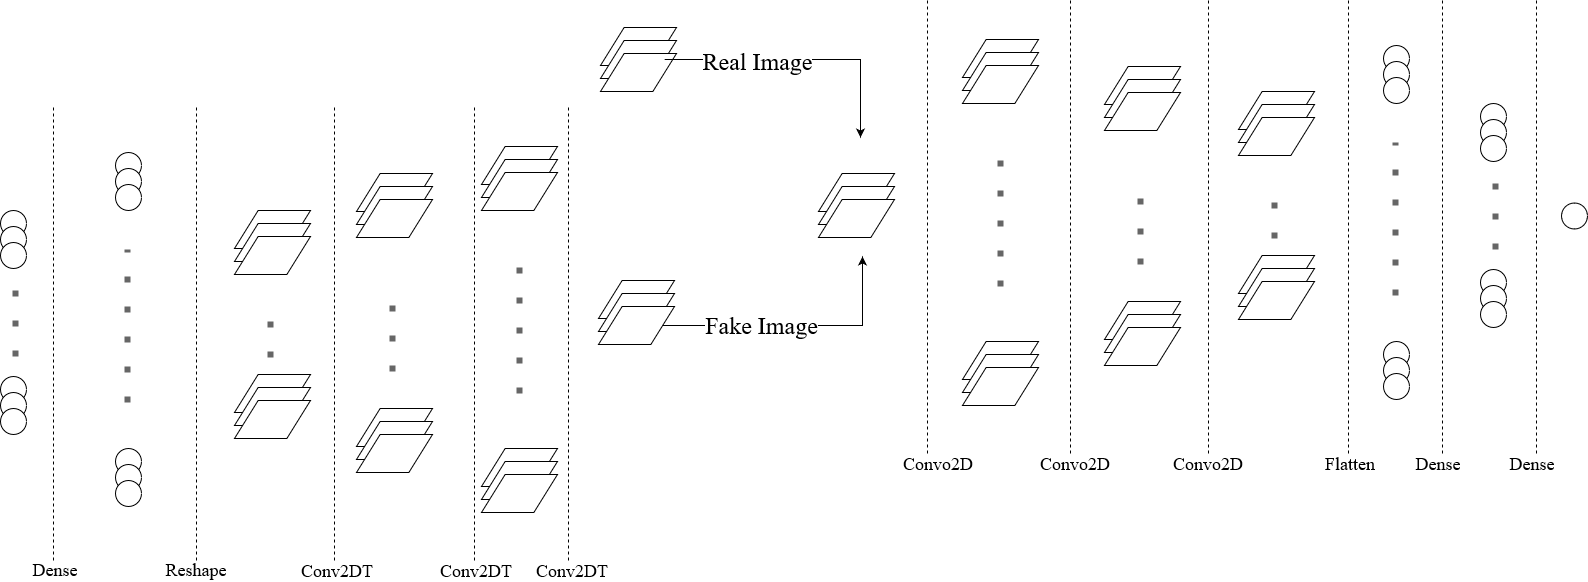 Real Image
Fake Image
Convo2D
Convo2D
Convo2D
Flatten
Dense
Dense
Dense
Reshape
Conv2DT
Conv2DT
Conv2DT